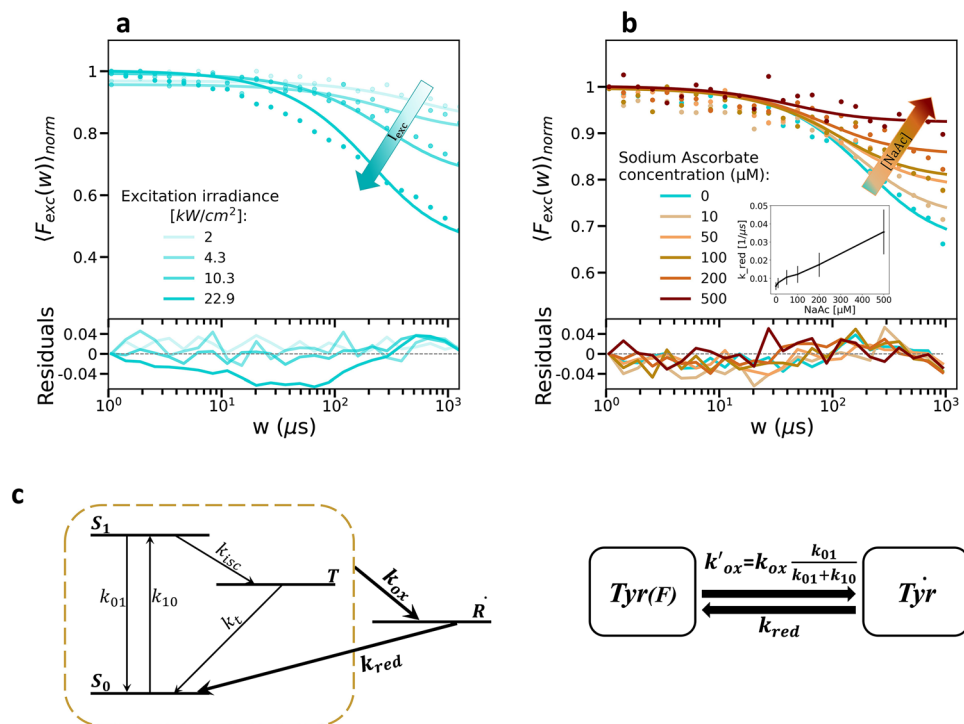 a
⟨F_exc(w)⟩_norm
1
0.8
0.6
0.4
I_exc
Excitation irradiance
[kW/cm²]:
2
4.3
10.3
22.9
Residuals
0.04
0
-0.04
10⁰ 10¹ 10² 10³
w (μs)
b
⟨F_exc(w)⟩_norm
1
0.9
0.8
0.7
0.6
[NaAc]
Sodium Ascorbate
concentration (μM):
0
10
50
100
200
500
k_red [1/μs]
0.05
0.04
0.03
0.02
0.01
0 100 200 300 400 500
NaAc [μM]
Residuals
0.04
0
-0.04
10⁰ 10¹ 10² 10³
w (μs)
c
S₁
k_isc
T
k₀₁
k₁₀
k_t
k_ox
Ṙ
k_red
S₀
k'_ox=k_ox k₀₁/(k₀₁+k₁₀)
Tyr(F)
Tẏr
k_red